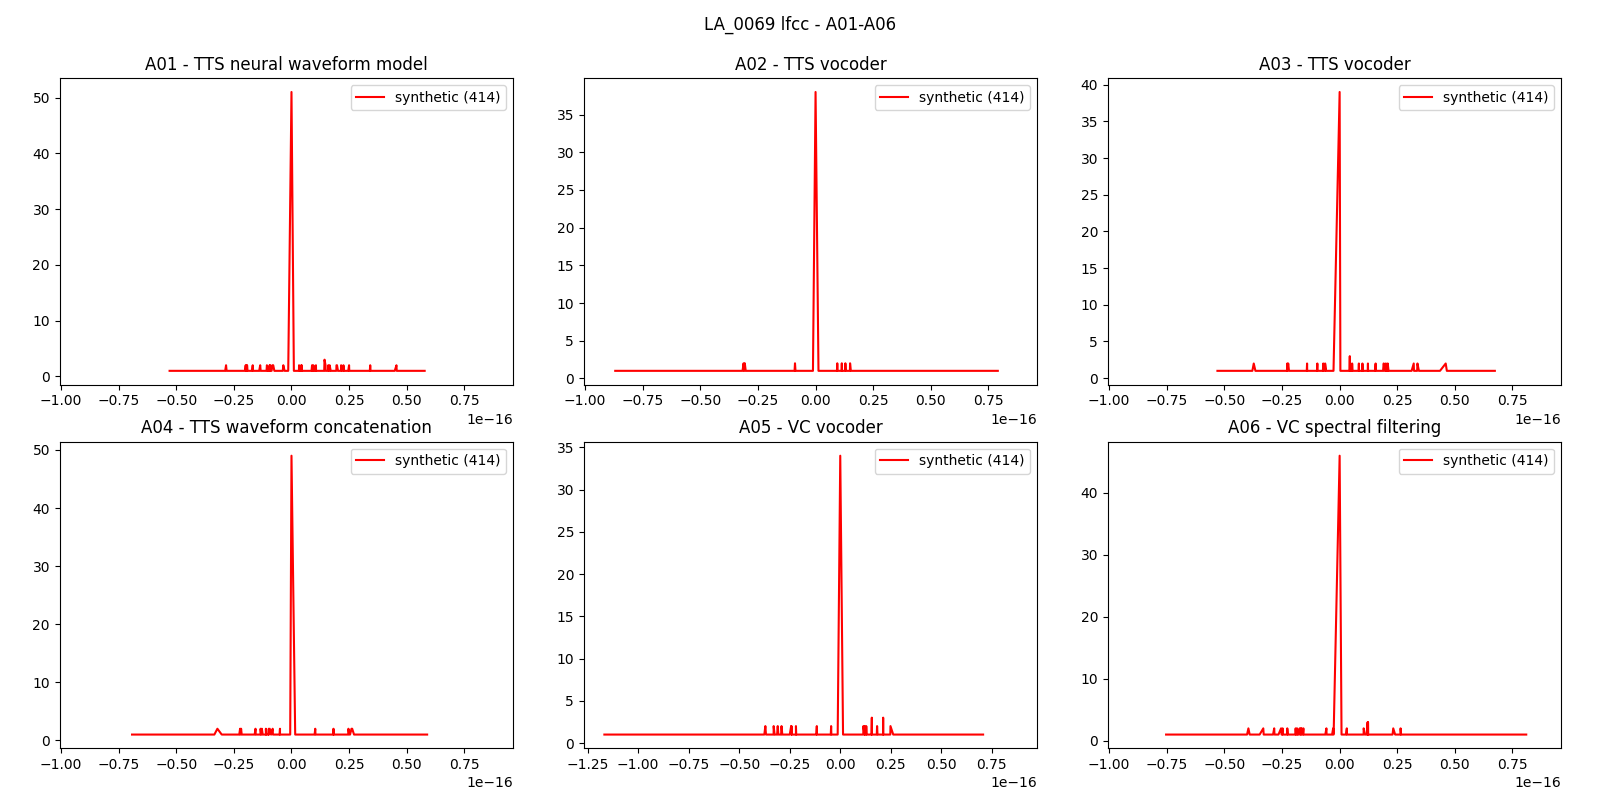 LA_0069 lfcc - A01-A06
A01 - TTS neural waveform model
synthetic (414)
50
40
30
20
10
0
−1.00 −0.75 −0.50 −0.25 0.00 0.25 0.50 0.75
1e−16
A02 - TTS vocoder
synthetic (414)
35
30
25
20
15
10
5
0
−1.00 −0.75 −0.50 −0.25 0.00 0.25 0.50 0.75
1e−16
A03 - TTS vocoder
synthetic (414)
40
35
30
25
20
15
10
5
0
−1.00 −0.75 −0.50 −0.25 0.00 0.25 0.50 0.75
1e−16
A04 - TTS waveform concatenation
synthetic (414)
50
40
30
20
10
0
−1.00 −0.75 −0.50 −0.25 0.00 0.25 0.50 0.75
1e−16
A05 - VC vocoder
synthetic (414)
35
30
25
20
15
10
5
0
−1.25 −1.00 −0.75 −0.50 −0.25 0.00 0.25 0.50 0.75
1e−16
A06 - VC spectral filtering
synthetic (414)
40
30
20
10
0
−1.00 −0.75 −0.50 −0.25 0.00 0.25 0.50 0.75
1e−16